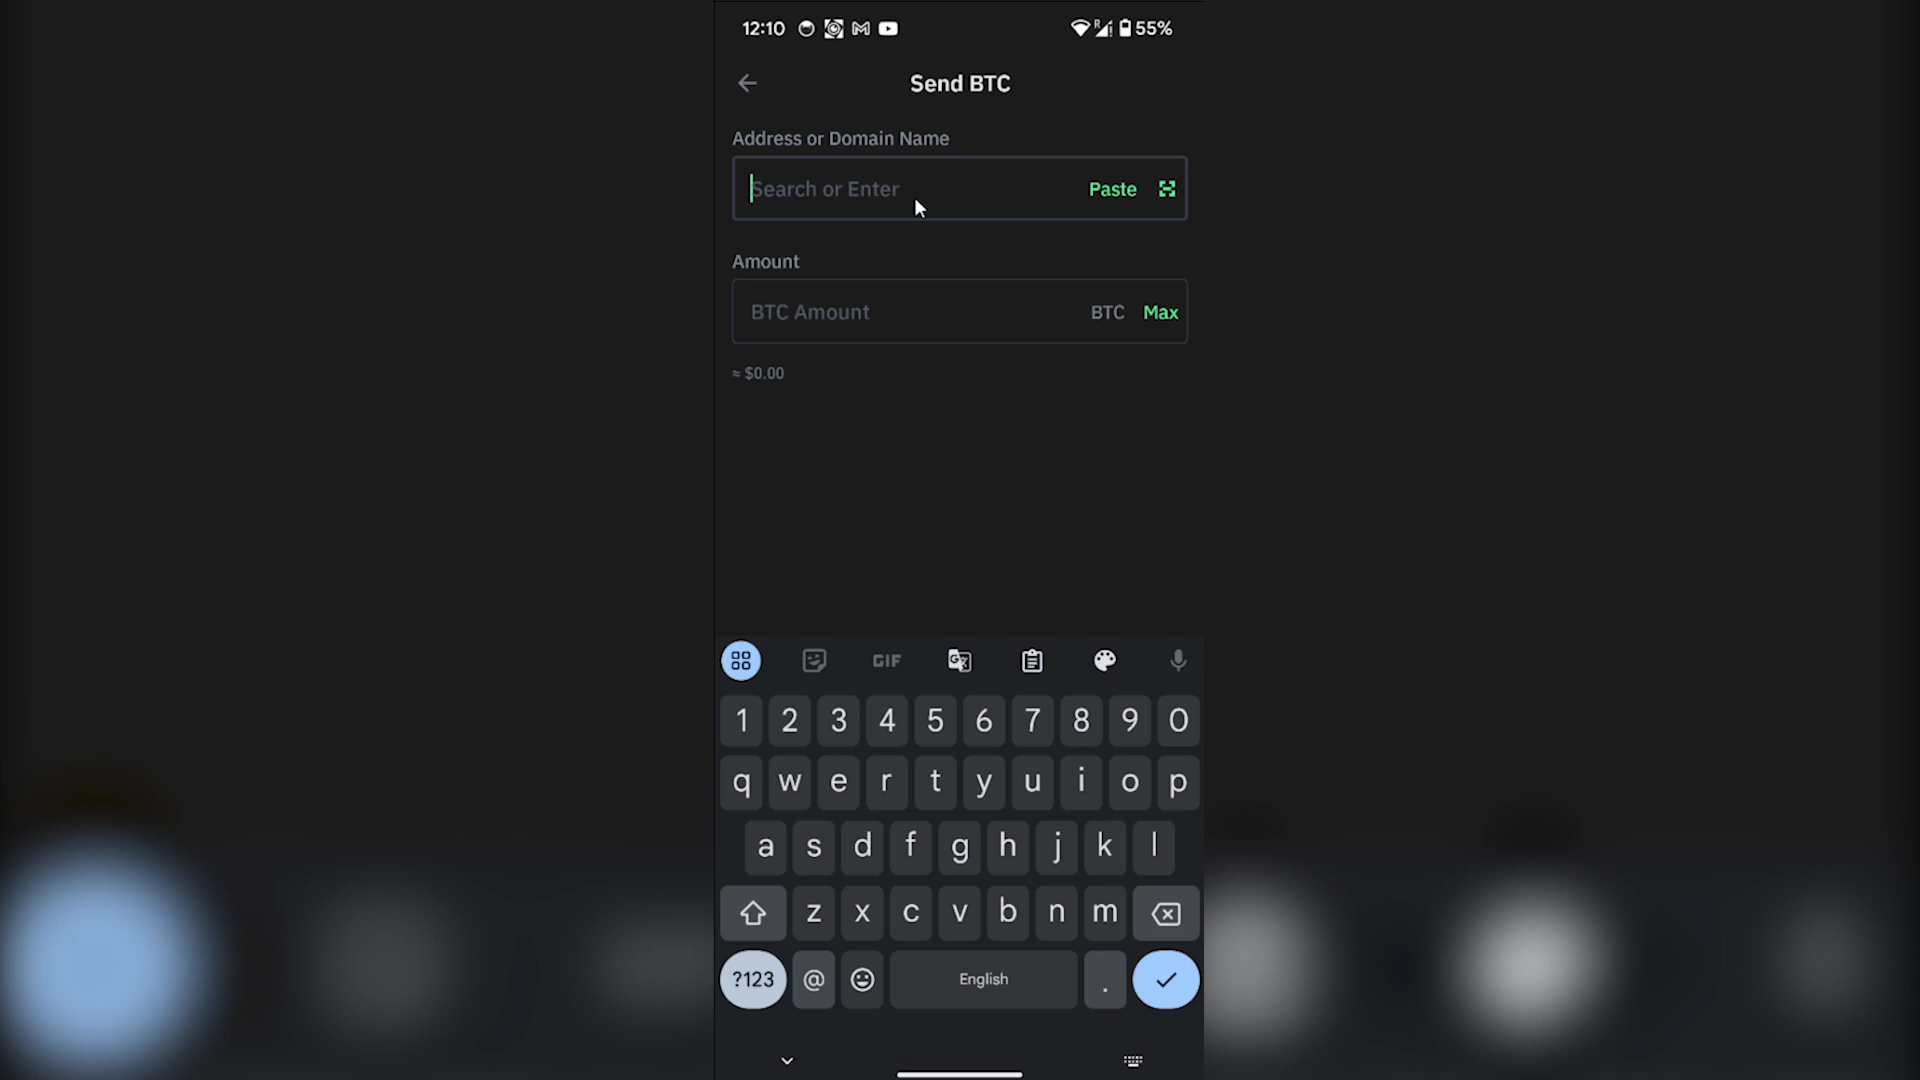 12:10 R 55%
Send BTC
Address or Domain Name
Search or Enter Paste
Amount
BTC Amount BTC Max
≈ $0.00
GIF
1 2 3 4 5 6 7 8 9 0
q w e r t y u i o p
a s d f g h j k l
z x c v b n m
?123 @ English .